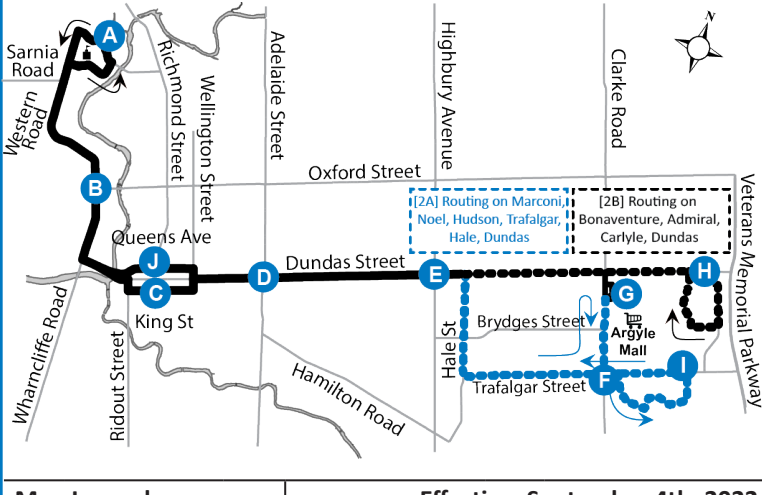 A
N
Sarnia
Road
Western
Road
Richmond Street
Wellington Street
Adelaide Street
Highbury Avenue
Clarke Road
B
Oxford Street
[2A] Routing on Marconi,
Noel, Hudson, Trafalgar,
Hale, Dundas
[2B] Routing on
Bonaventure, Admiral,
Carlyle, Dundas
Veterans Memorial Parkway
Queens Ave
J
C
King St
D
Dundas Street
E
H
G
Wharncliffe Road
Ridout Street
Hale St
Brydges Street
Argyle
Mall
Hamilton Road
Trafalgar Street
F
I